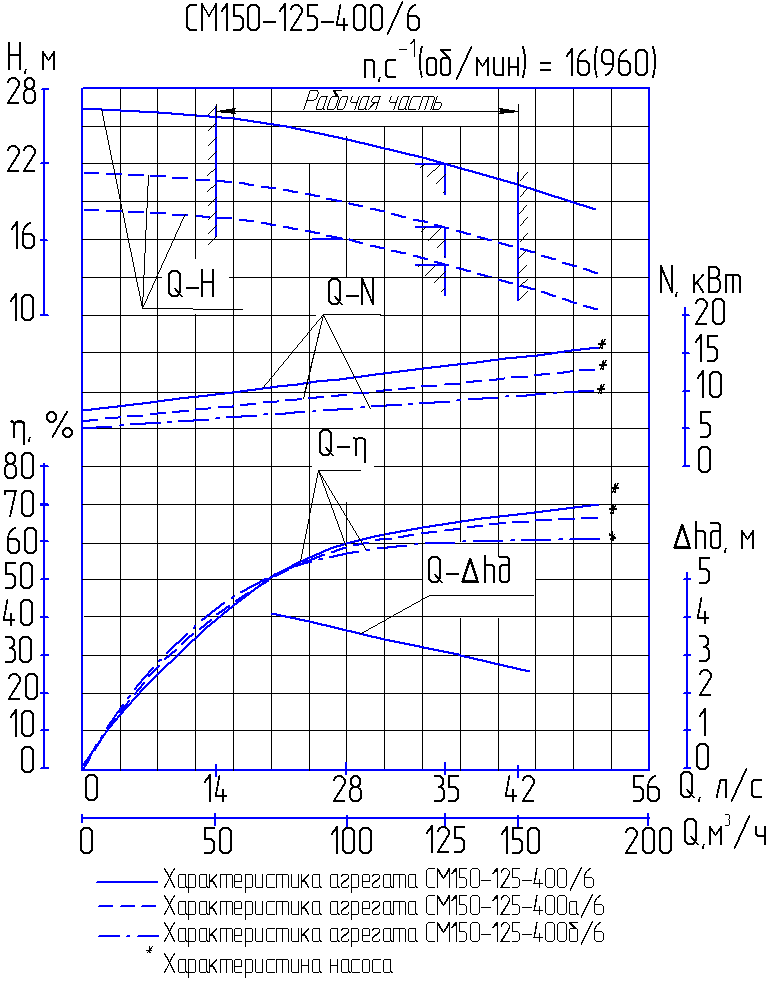 СМ150-125-400/6
H, м
n,с⁻¹(об/мин) = 16(960)
28
Рабочая часть
22
16
Q-H
Q-N
N, кВт
10
20
15
10
η, %
Q-η
5
80
0
70
60
Δhд, м
50
Q-Δhд
5
40
4
30
3
20
2
10
1
0
0
0 14 28 35 42 56 Q, л/с
0 50 100 125 150 200 Q,м³/ч
Характеристика агрегата СМ150-125-400/6
Характеристика агрегата СМ150-125-400а/6
Характеристика агрегата СМ150-125-400б/6
* Характеристина насоса